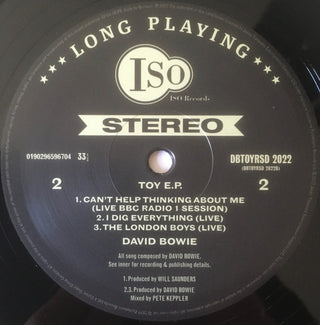 ★★★ LONG PLAYING ★★★
ISO
ISO Records
STEREO
0190296596704 33⅓
DBTOYRSD 2022
(DBTOYRSD 2022B)
2
TOY E.P.
2
1. CAN'T HELP THINKING ABOUT ME
(LIVE BBC RADIO 1 SESSION)
2. I DIG EVERYTHING (LIVE)
3. THE LONDON BOYS (LIVE)
DAVID BOWIE
All song composed by DAVID BOWIE.
See inner for recording & publishing details.
1. Produced by WILL SAUNDERS
2.3. Produced by DAVID BOWIE
Mixed by PETE KEPPLER